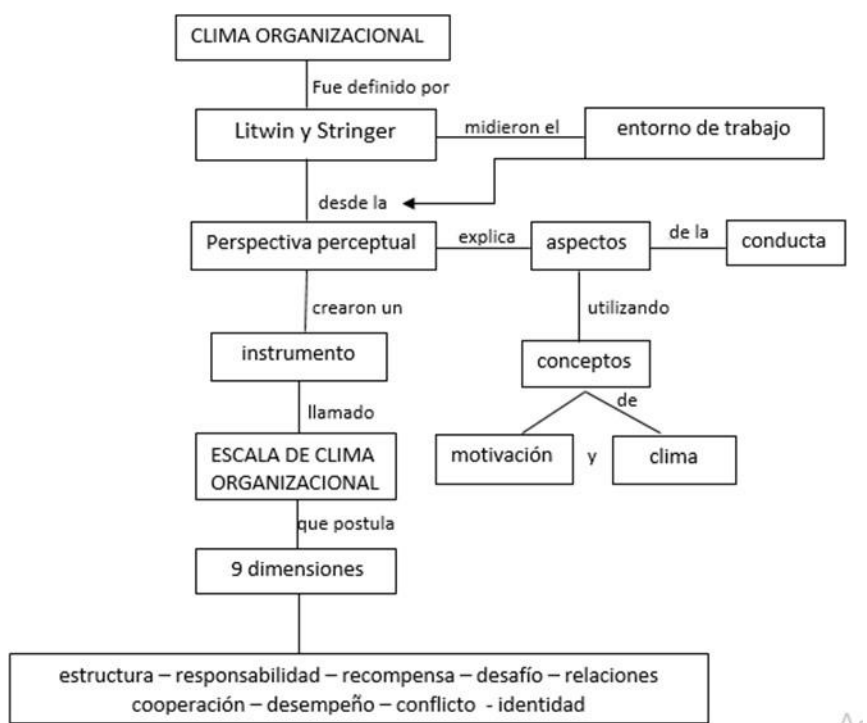 CLIMA ORGANIZACIONAL
Fue definido por
Litwin y Stringer
midieron el
entorno de trabajo
desde la
Perspectiva perceptual
explica
aspectos
de la
conducta
crearon un
utilizando
instrumento
conceptos
llamado
de
motivación
y
clima
ESCALA DE CLIMA
ORGANIZACIONAL
que postula
9 dimensiones
estructura – responsabilidad – recompensa – desafío – relaciones
cooperación – desempeño – conflicto - identidad